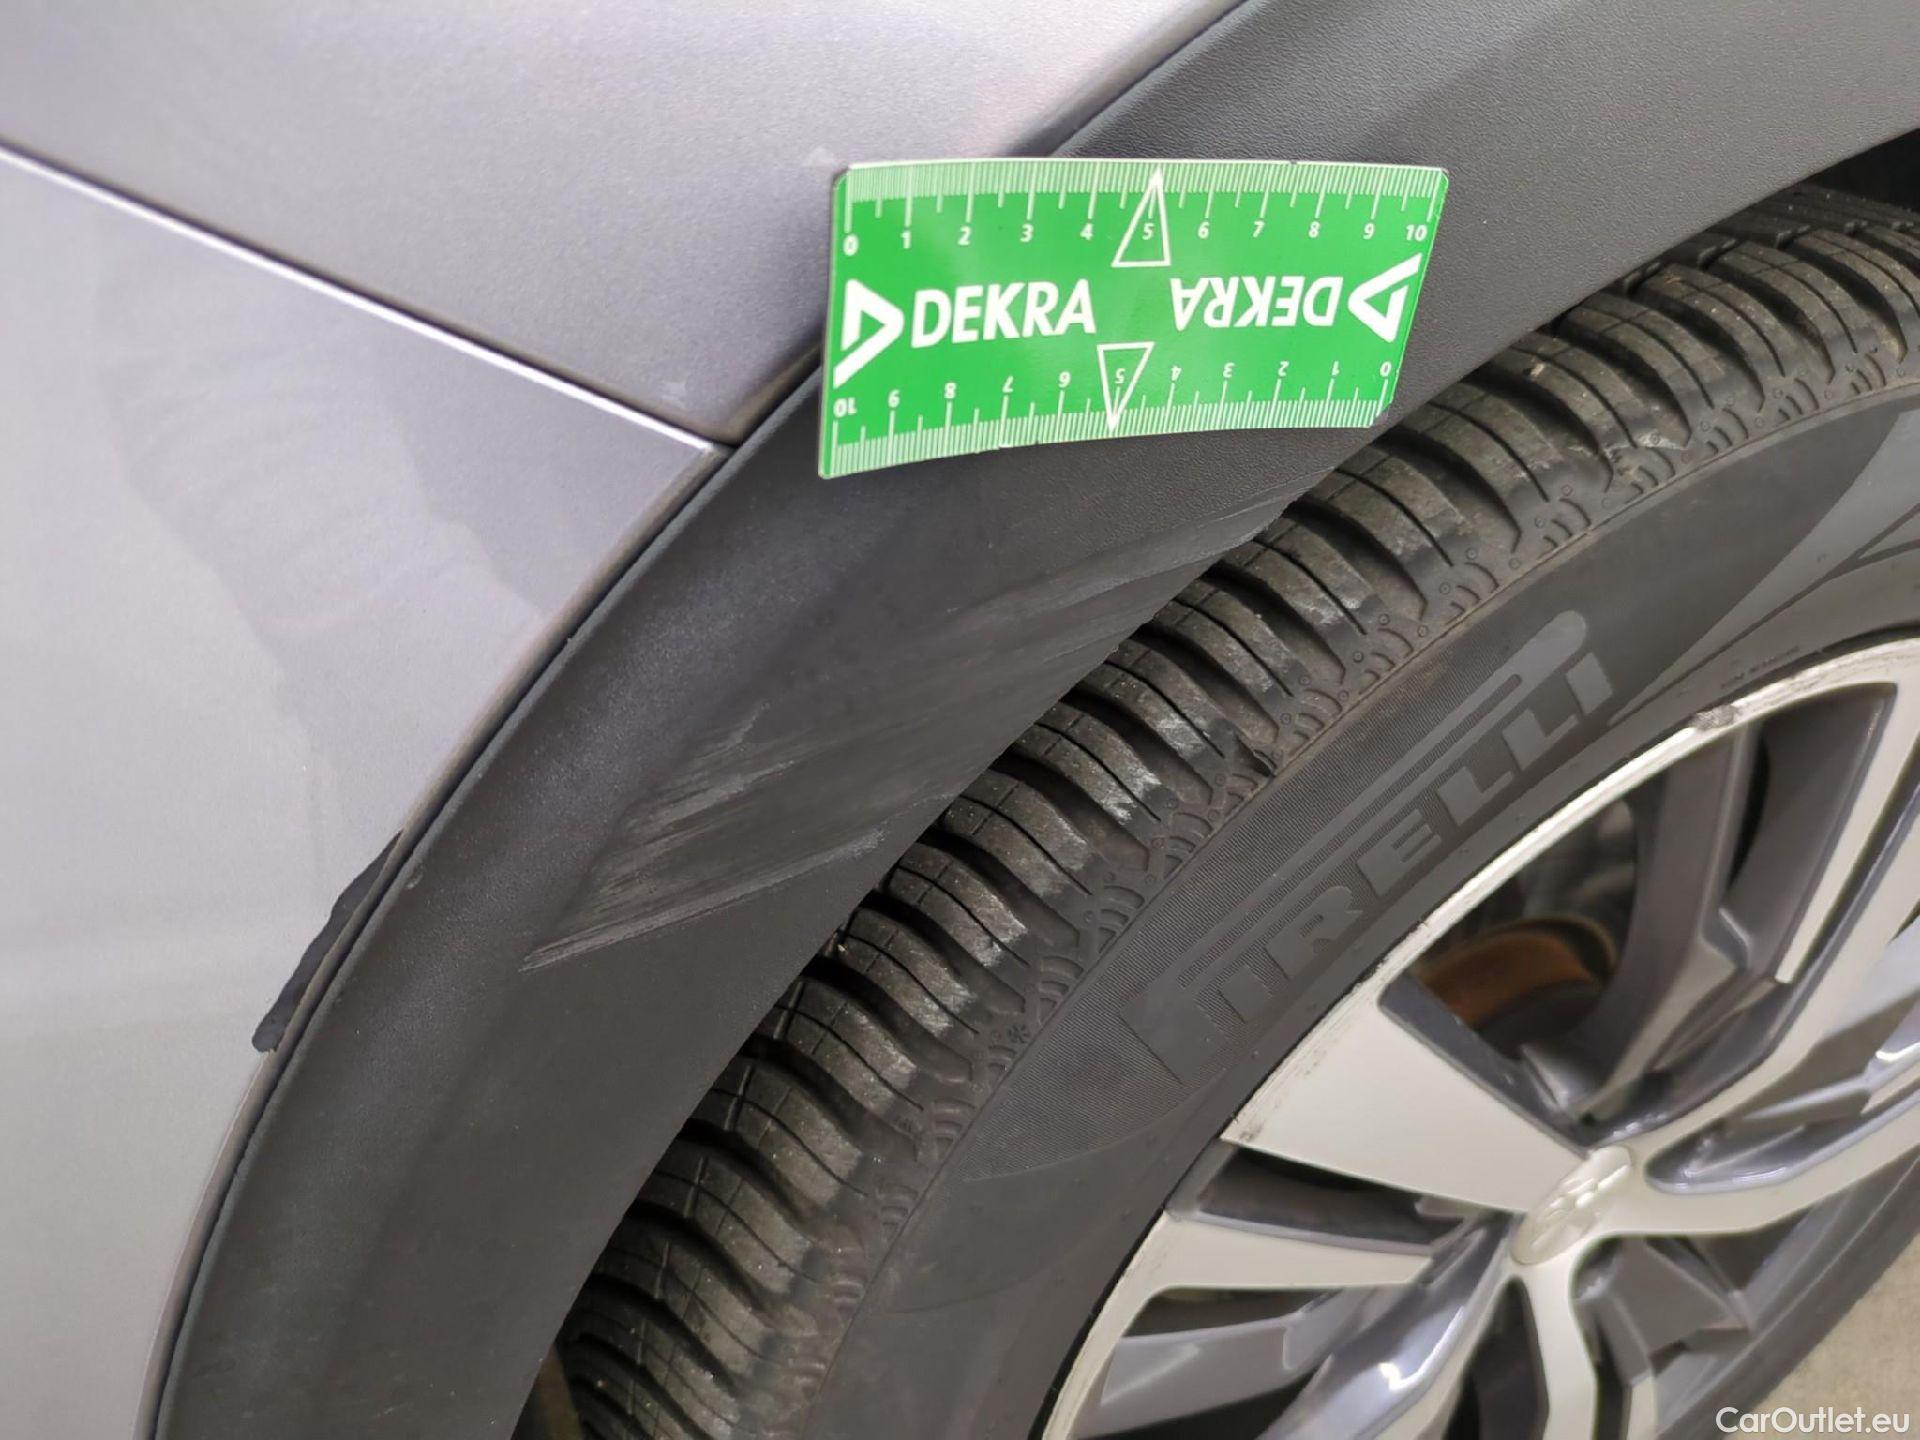 0 1 2 3 4 5 6 7 8 9 10
DEKRA DEKRA
10 9 8 7 6 5 4 3 2 1 0
PIRELLI
CarOutlet.eu